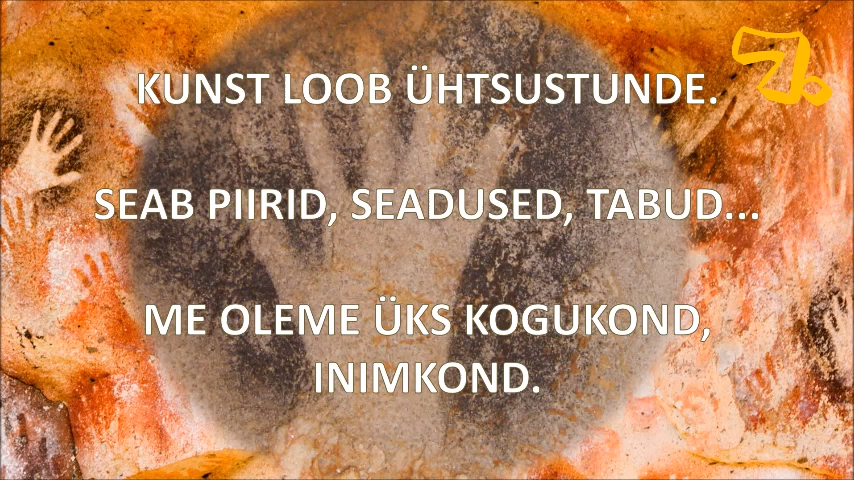 KUNST LOOB ÜHTSUSTUNDE.
SEAB PIIRID, SEADUSED, TABUD...
ME OLEME ÜKS KOGUKOND,
INIMKOND.